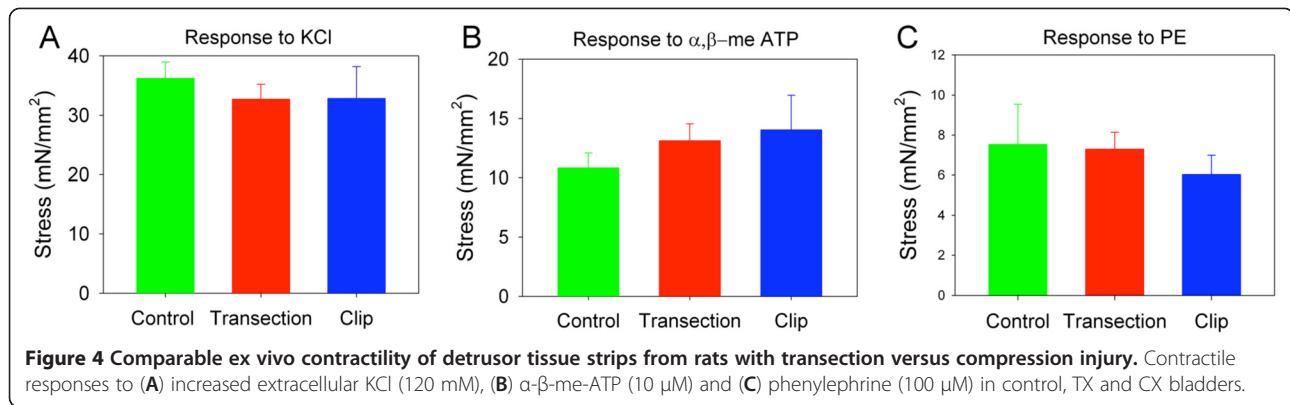 A
Response to KCl
Stress (mN/mm²)
40
30
20
10
0
Control Transection Clip
B
Response to α,β–me ATP
Stress (mN/mm²)
20
15
10
5
0
Control Transection Clip
C
Response to PE
Stress (mN/mm²)
12
10
8
6
4
2
0
Control Transection Clip
Figure 4 Comparable ex vivo contractility of detrusor tissue strips from rats with transection versus compression injury. Contractile
responses to (A) increased extracellular KCl (120 mM), (B) α-β-me-ATP (10 μM) and (C) phenylephrine (100 μM) in control, TX and CX bladders.